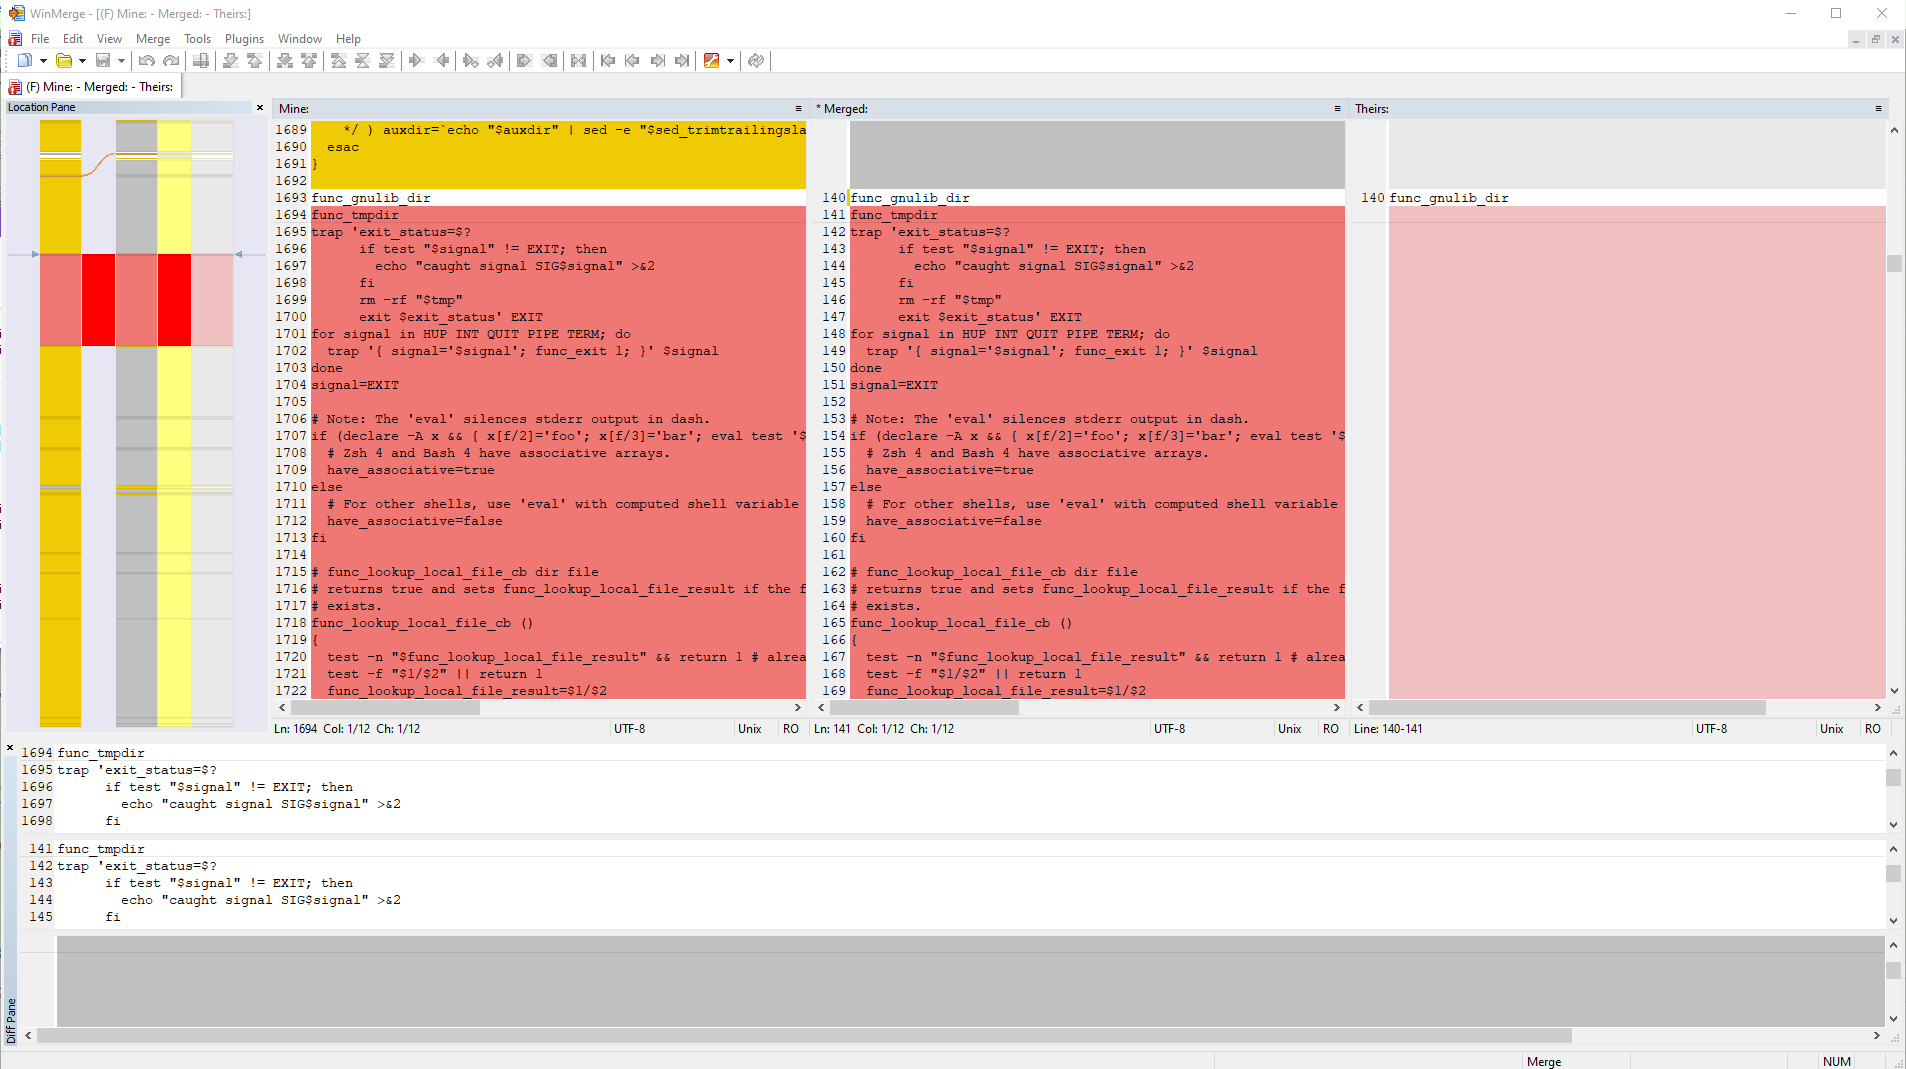 WinMerge - [(F) Mine: - Merged: - Theirs:]
File Edit View Merge Tools Plugins Window Help
(F) Mine: - Merged: - Theirs:
Location Pane
Mine:
1689     */ ) auxdir=`echo "$auxdir" | sed -e "$sed_trimtrailingsla
1690   esac
1691 }
1692
1693 func_gnulib_dir
1694 func_tmpdir
1695 trap 'exit_status=$?
1696       if test "$signal" != EXIT; then
1697         echo "caught signal SIG$signal" >&2
1698       fi
1699       rm -rf "$tmp"
1700       exit $exit_status' EXIT
1701 for signal in HUP INT QUIT PIPE TERM; do
1702   trap '{ signal='$signal'; func_exit 1; }' $signal
1703 done
1704 signal=EXIT
1705
1706 # Note: The 'eval' silences stderr output in dash.
1707 if (declare -A x && { x[f/2]='foo'; x[f/3]='bar'; eval test '$
1708   # Zsh 4 and Bash 4 have associative arrays.
1709   have_associative=true
1710 else
1711   # For other shells, use 'eval' with computed shell variable
1712   have_associative=false
1713 fi
1714
1715 # func_lookup_local_file_cb dir file
1716 # returns true and sets func_lookup_local_file_result if the f
1717 # exists.
1718 func_lookup_local_file_cb ()
1719 {
1720   test -n "$func_lookup_local_file_result" && return 1 # alrea
1721   test -f "$1/$2" || return 1
1722   func_lookup_local_file_result=$1/$2
Ln: 1694 Col: 1/12 Ch: 1/12 UTF-8 Unix RO
* Merged:
140 func_gnulib_dir
141 func_tmpdir
142 trap 'exit_status=$?
143       if test "$signal" != EXIT; then
144         echo "caught signal SIG$signal" >&2
145       fi
146       rm -rf "$tmp"
147       exit $exit_status' EXIT
148 for signal in HUP INT QUIT PIPE TERM; do
149   trap '{ signal='$signal'; func_exit 1; }' $signal
150 done
151 signal=EXIT
152
153 # Note: The 'eval' silences stderr output in dash.
154 if (declare -A x && { x[f/2]='foo'; x[f/3]='bar'; eval test '$
155   # Zsh 4 and Bash 4 have associative arrays.
156   have_associative=true
157 else
158   # For other shells, use 'eval' with computed shell variable
159   have_associative=false
160 fi
161
162 # func_lookup_local_file_cb dir file
163 # returns true and sets func_lookup_local_file_result if the f
164 # exists.
165 func_lookup_local_file_cb ()
166 {
167   test -n "$func_lookup_local_file_result" && return 1 # alrea
168   test -f "$1/$2" || return 1
169   func_lookup_local_file_result=$1/$2
Ln: 141 Col: 1/12 Ch: 1/12 UTF-8 Unix RO
Theirs:
140 func_gnulib_dir
Line: 140-141 UTF-8 Unix RO
1694 func_tmpdir
1695 trap 'exit_status=$?
1696       if test "$signal" != EXIT; then
1697         echo "caught signal SIG$signal" >&2
1698       fi
141 func_tmpdir
142 trap 'exit_status=$?
143       if test "$signal" != EXIT; then
144         echo "caught signal SIG$signal" >&2
145       fi
Diff Pane
Merge NUM